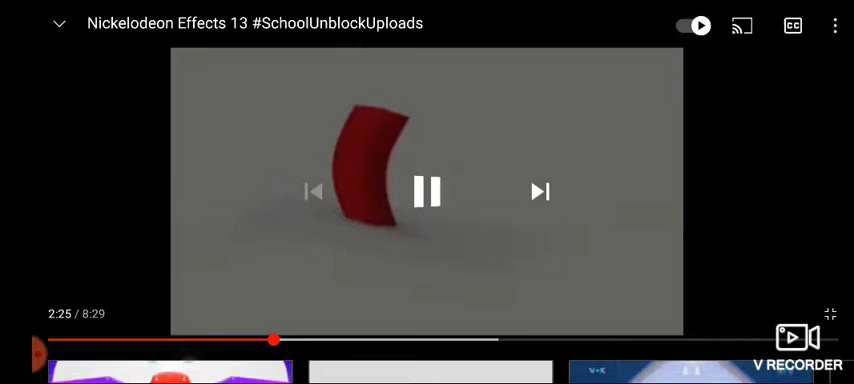 Nickelodeon Effects 13 #SchoolUnblockUploads
CC
2:25 / 8:29
V RECORDER